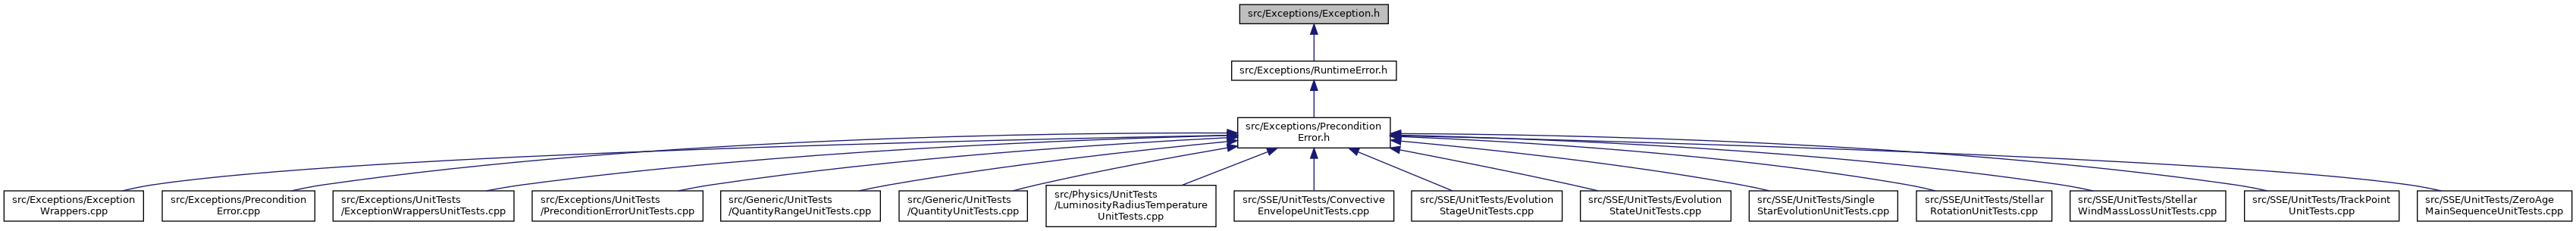 src/Exceptions/Exception.h
src/Exceptions/RuntimeError.h
src/Exceptions/Precondition
Error.h
src/Exceptions/Exception
Wrappers.cpp
src/Exceptions/Precondition
Error.cpp
src/Exceptions/UnitTests
/ExceptionWrappersUnitTests.cpp
src/Exceptions/UnitTests
/PreconditionErrorUnitTests.cpp
src/Generic/UnitTests
/QuantityRangeUnitTests.cpp
src/Generic/UnitTests
/QuantityUnitTests.cpp
src/Physics/UnitTests
/LuminosityRadiusTemperature
UnitTests.cpp
src/SSE/UnitTests/Convective
EnvelopeUnitTests.cpp
src/SSE/UnitTests/Evolution
StageUnitTests.cpp
src/SSE/UnitTests/Evolution
StateUnitTests.cpp
src/SSE/UnitTests/Single
StarEvolutionUnitTests.cpp
src/SSE/UnitTests/Stellar
RotationUnitTests.cpp
src/SSE/UnitTests/Stellar
WindMassLossUnitTests.cpp
src/SSE/UnitTests/TrackPoint
UnitTests.cpp
src/SSE/UnitTests/ZeroAge
MainSequenceUnitTests.cpp